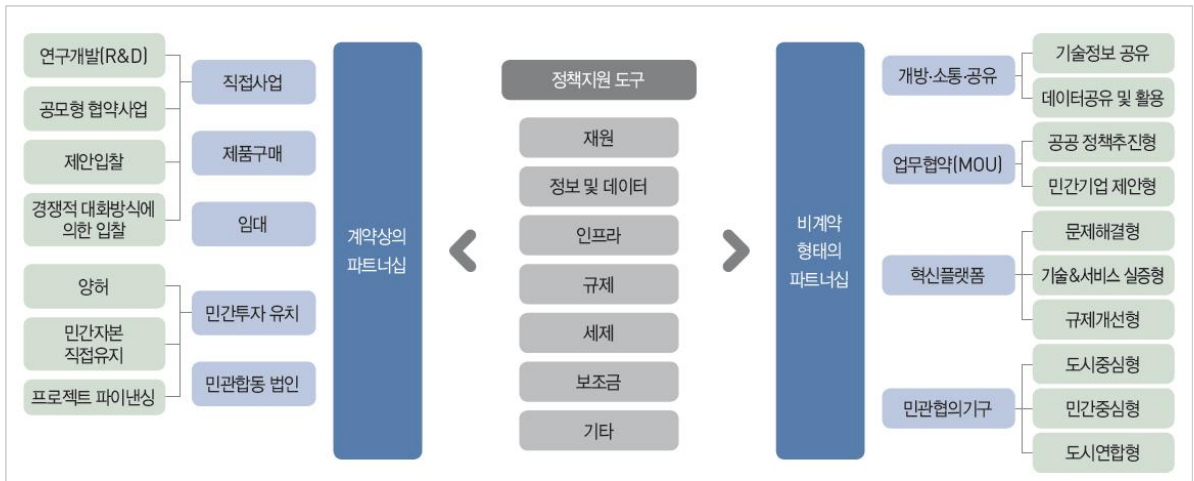 연구개발(R&D)
공모형 협약사업
제안입찰
경쟁적 대화방식에
의한 입찰
양허
민간자본
직접유지
프로젝트 파이낸싱
직접사업
제품구매
임대
민간투자 유치
민관합동 법인
계약상의
파트너십
정책지원 도구
재원
정보 및 데이터
인프라
규제
세제
보조금
기타
비계약
형태의
파트너십
개방·소통·공유
업무협약(MOU)
혁신플랫폼
민관협의기구
기술정보 공유
데이터공유 및 활용
공공 정책추진형
민간기업 제안형
문제해결형
기술&서비스 실증형
규제개선형
도시중심형
민간중심형
도시연합형